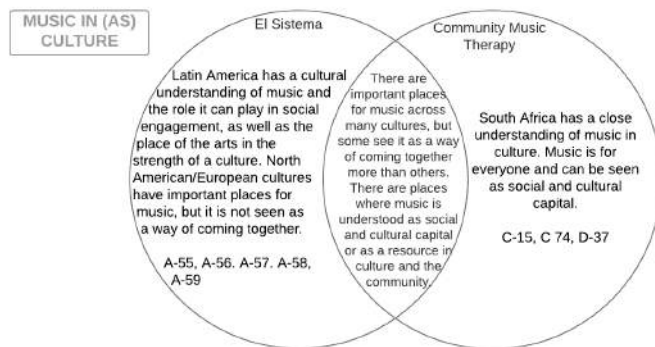 MUSIC IN (AS)
CULTURE
El Sistema
Community Music
Therapy
Latin America has a cultural
understanding of music and
the role it can play in social
engagement, as well as the
place of the arts in the
strength of a culture. North
American/European cultures
have important places for
music, but it is not seen as
a way of coming together.
A-55, A-56. A-57. A-58,
A-59
There are
important places
for music across
many cultures, but
some see it as a way
of coming together
more than others.
There are places
where music is
understood as social
and cultural capital
or as a resource in
culture and the
community.
South Africa has a close
understanding of music in
culture. Music is for
everyone and can be seen
as social and cultural
capital.
C-15, C 74, D-37